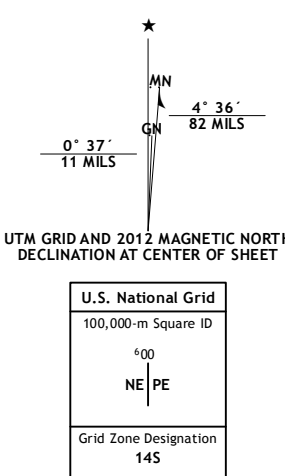 ★
MN
4° 36´
82 MILS
GN
0° 37´
11 MILS
UTM GRID AND 2012 MAGNETIC NORTH
DECLINATION AT CENTER OF SHEET
U.S. National Grid
100,000-m Square ID
⁶00
NE PE
Grid Zone Designation
14S